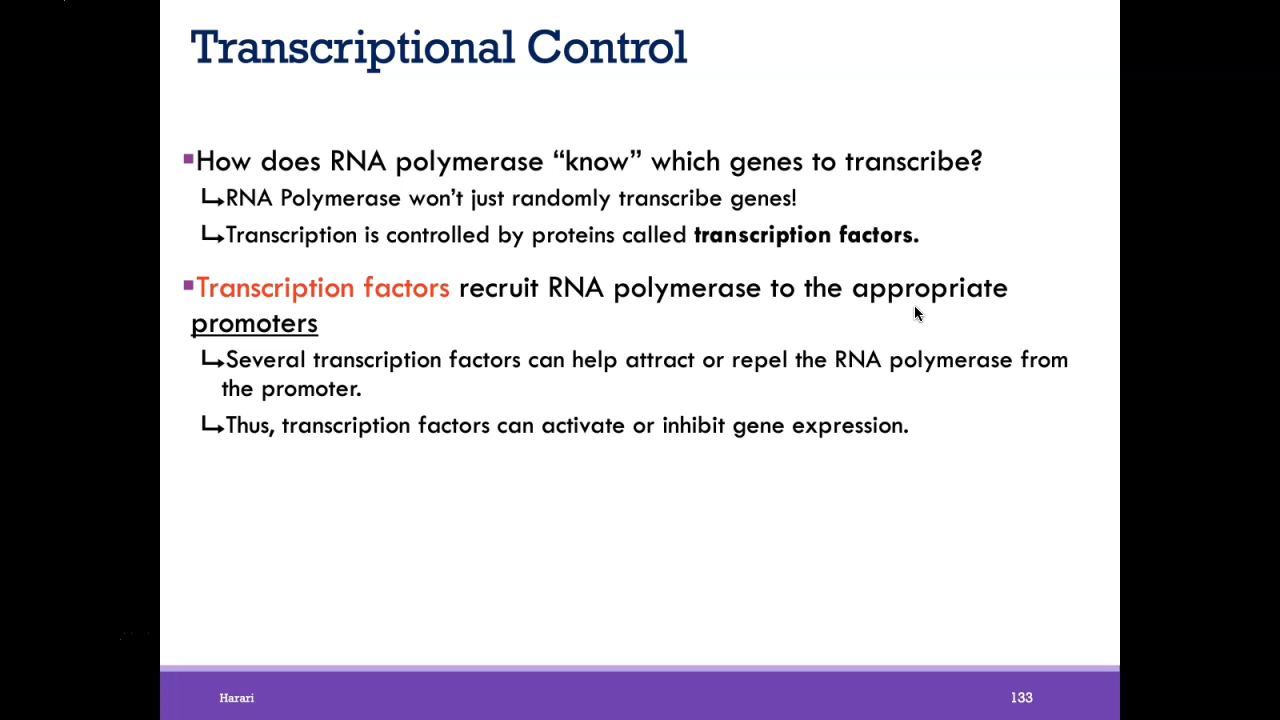 Transcriptional Control
▪How does RNA polymerase “know” which genes to transcribe?
↳RNA Polymerase won’t just randomly transcribe genes!
↳Transcription is controlled by proteins called transcription factors.
▪Transcription factors recruit RNA polymerase to the appropriate
promoters
↳Several transcription factors can help attract or repel the RNA polymerase from
the promoter.
↳Thus, transcription factors can activate or inhibit gene expression.
Harari
133